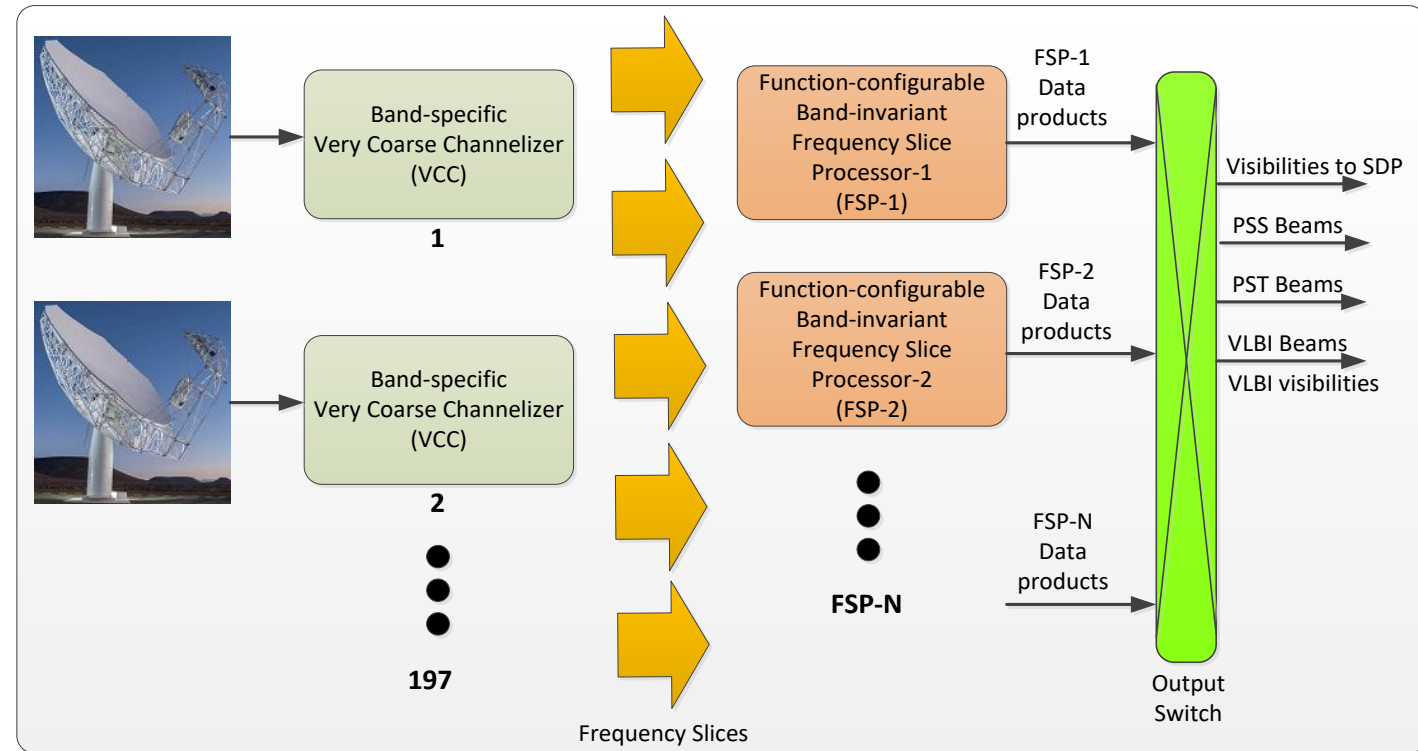 Band-specific
Very Coarse Channelizer
(VCC)
1
Band-specific
Very Coarse Channelizer
(VCC)
2
197
Frequency Slices
Function-configurable
Band-invariant
Frequency Slice
Processor-1
(FSP-1)
Function-configurable
Band-invariant
Frequency Slice
Processor-2
(FSP-2)
FSP-N
FSP-1
Data
products
FSP-2
Data
products
FSP-N
Data
products
Output
Switch
Visibilities to SDP
PSS Beams
PST Beams
VLBI Beams
VLBI visibilities